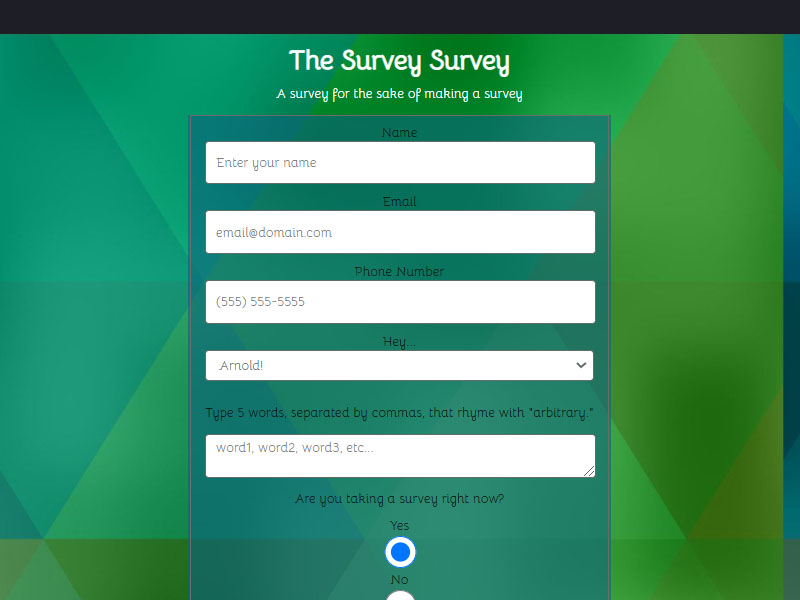 The Survey Survey
A survey for the sake of making a survey
Name
Enter your name
Email
email@domain.com
Phone Number
(555) 555-5555
Hey...
Arnold!
Type 5 words, separated by commas, that rhyme with "arbitrary."
word1, word2, word3, etc...
Are you taking a survey right now?
Yes
No